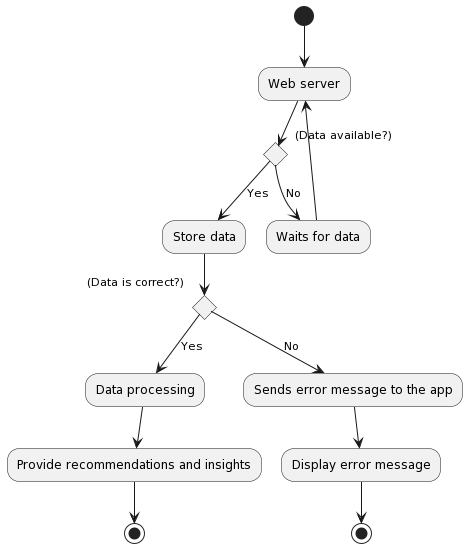 Web server
(Data available?)
Yes
No
Store data
Waits for data
(Data is correct?)
Yes
No
Data processing
Sends error message to the app
Provide recommendations and insights
Display error message